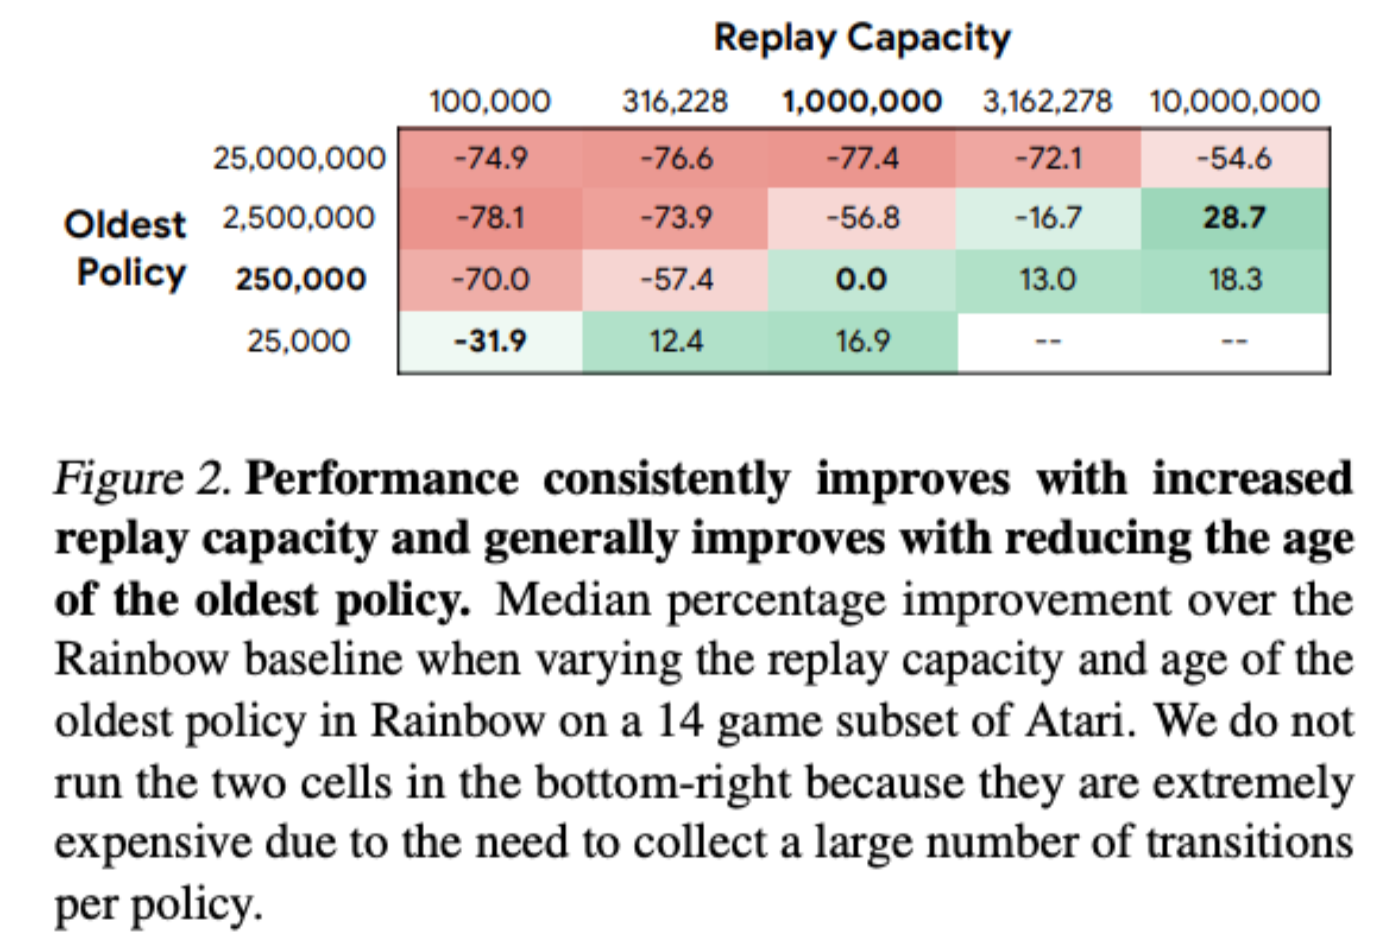 Replay Capacity
100,000 316,228 1,000,000 3,162,278 10,000,000
25,000,000 -74.9 -76.6 -77.4 -72.1 -54.6
Oldest Policy
2,500,000 -78.1 -73.9 -56.8 -16.7 28.7
250,000 -70.0 -57.4 0.0 13.0 18.3
25,000 -31.9 12.4 16.9 -- --
Figure 2. Performance consistently improves with increased
replay capacity and generally improves with reducing the age
of the oldest policy. Median percentage improvement over the
Rainbow baseline when varying the replay capacity and age of the
oldest policy in Rainbow on a 14 game subset of Atari. We do not
run the two cells in the bottom-right because they are extremely
expensive due to the need to collect a large number of transitions
per policy.